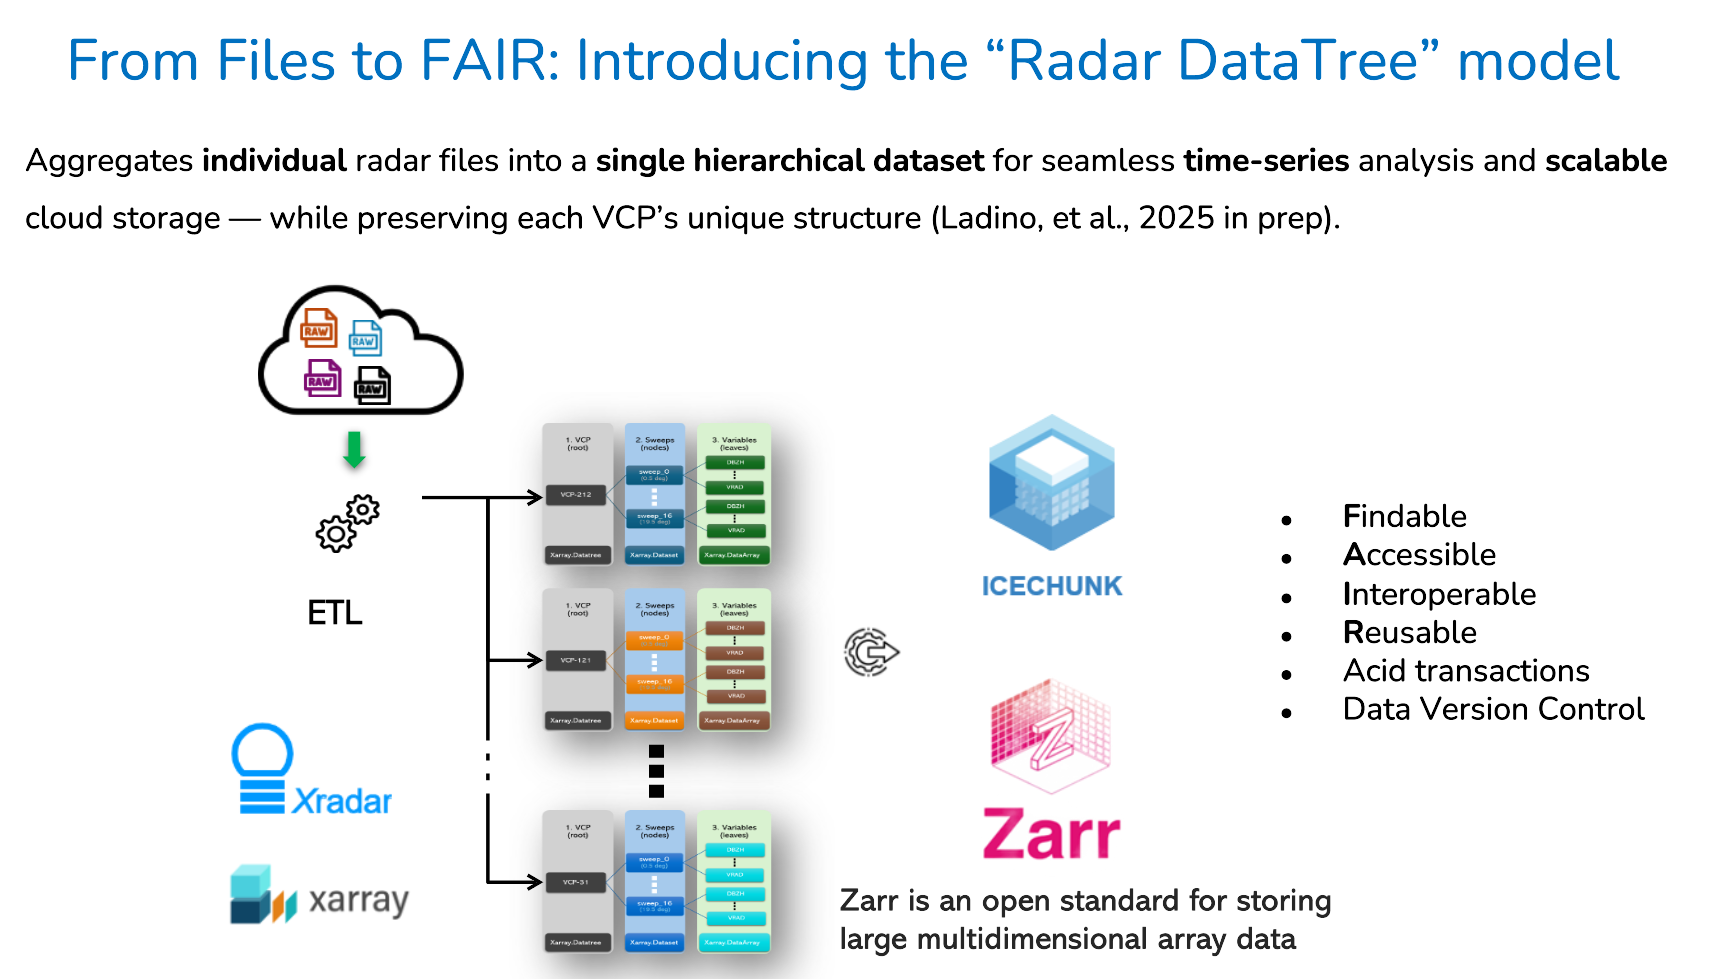 From Files to FAIR: Introducing the “Radar DataTree” model
Aggregates individual radar files into a single hierarchical dataset for seamless time-series analysis and scalable
cloud storage — while preserving each VCP’s unique structure (Ladino, et al., 2025 in prep).
RAW
RAW
RAW
RAW
ETL
Xradar
xarray
1. VCP
(root)
2. Sweeps
(nodes)
3. Variables
(leaves)
VCP-212
sweep_0
(0.5 deg)
sweep_16
(19.5 deg)
DBZH
VRAD
DBZH
VRAD
Xarray.Datatree
Xarray.Dataset
Xarray.DataArray
1. VCP
(root)
2. Sweeps
(nodes)
3. Variables
(leaves)
VCP-121
sweep_0
sweep_16
DBZH
VRAD
DBZH
VRAD
Xarray.Datatree
Xarray.Dataset
Xarray.DataArray
1. VCP
(root)
2. Sweeps
(nodes)
3. Variables
(leaves)
VCP-31
sweep_0
(0.5 deg)
sweep_16
(19.5 deg)
DBZH
VRAD
DBZH
VRAD
Xarray.Datatree
Xarray.Dataset
Xarray.DataArray
ICECHUNK
Zarr
Zarr is an open standard for storing
large multidimensional array data
• Findable
• Accessible
• Interoperable
• Reusable
• Acid transactions
• Data Version Control